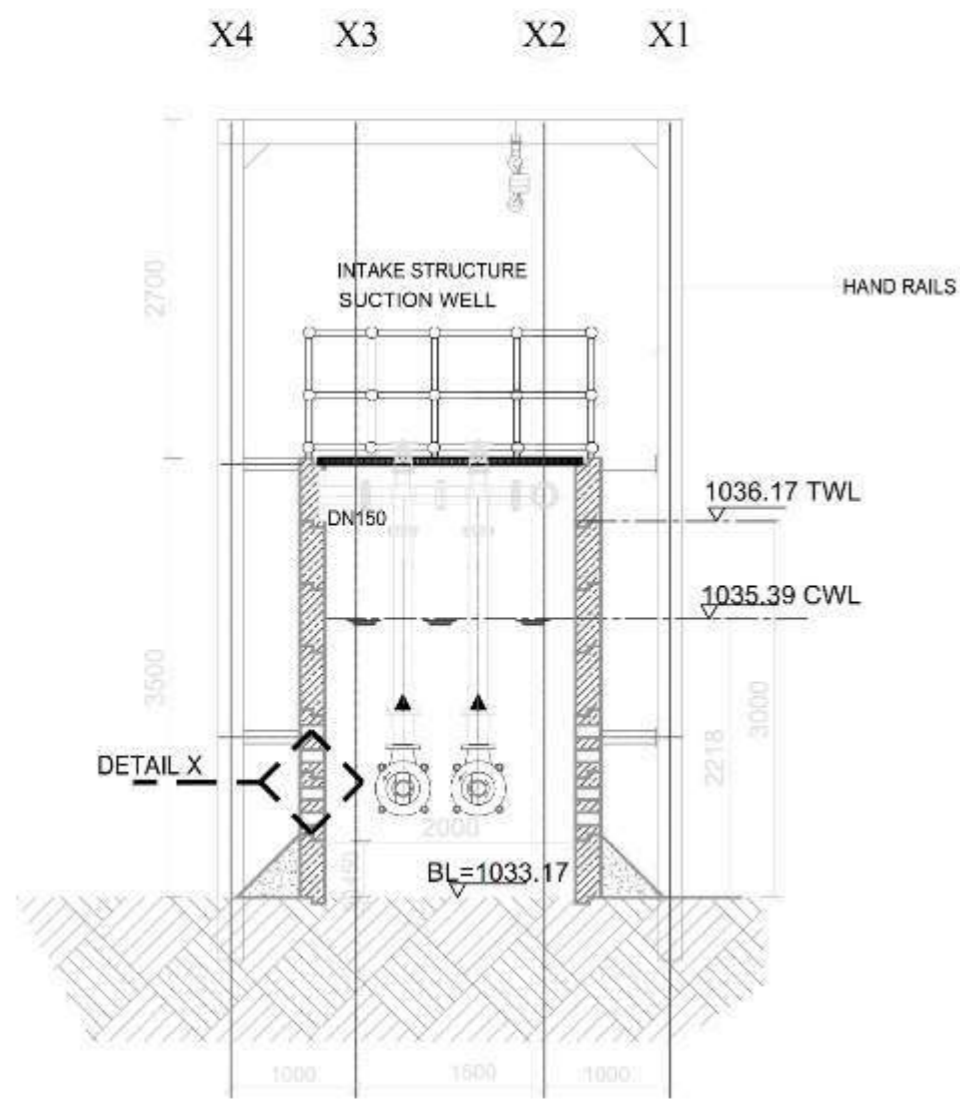 X4 X3 X2 X1
INTAKE STRUCTURE
SUCTION WELL
HAND RAILS
2700
1036.17 TWL
DN150
1035.39 CWL
3500
3000
2218
DETAIL X
2000
BL=1033.17
1000 1500 1000